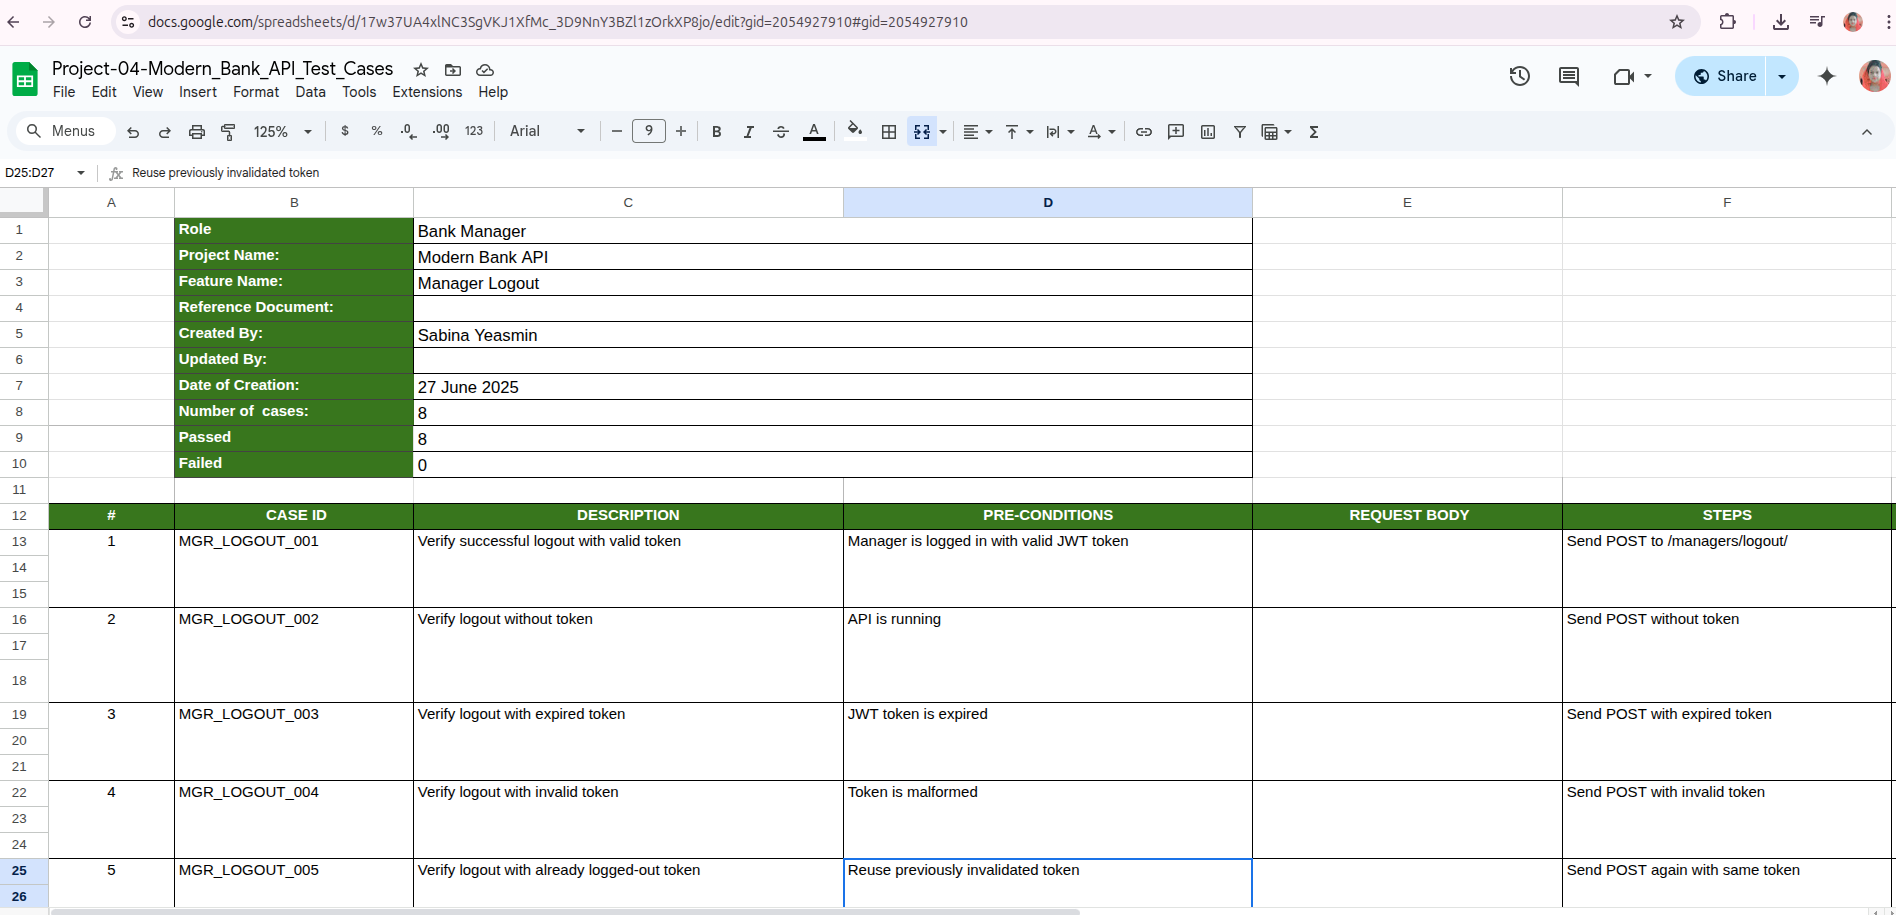 docs.google.com/spreadsheets/d/17w37UA4xlNC3SgVKJ1XfMc_3D9NnY3BZl1zOrkXP8jo/edit?gid=2054927910#gid=2054927910
Project-04-Modern_Bank_API_Test_Cases
File Edit View Insert Format Data Tools Extensions Help
Share
Menus 125% $ % .0 .00 123 Arial 9 B I S A
D25:D27 fx Reuse previously invalidated token
A B C D E F
1 Role Bank Manager
2 Project Name: Modern Bank API
3 Feature Name: Manager Logout
4 Reference Document:
5 Created By: Sabina Yeasmin
6 Updated By:
7 Date of Creation: 27 June 2025
8 Number of  cases: 8
9 Passed 8
10 Failed 0
11
12 # CASE ID DESCRIPTION PRE-CONDITIONS REQUEST BODY STEPS
13 1 MGR_LOGOUT_001 Verify successful logout with valid token Manager is logged in with valid JWT token Send POST to /managers/logout/
14
15
16 2 MGR_LOGOUT_002 Verify logout without token API is running Send POST without token
17
18
19 3 MGR_LOGOUT_003 Verify logout with expired token JWT token is expired Send POST with expired token
20
21
22 4 MGR_LOGOUT_004 Verify logout with invalid token Token is malformed Send POST with invalid token
23
24
25 5 MGR_LOGOUT_005 Verify logout with already logged-out token Reuse previously invalidated token Send POST again with same token
26